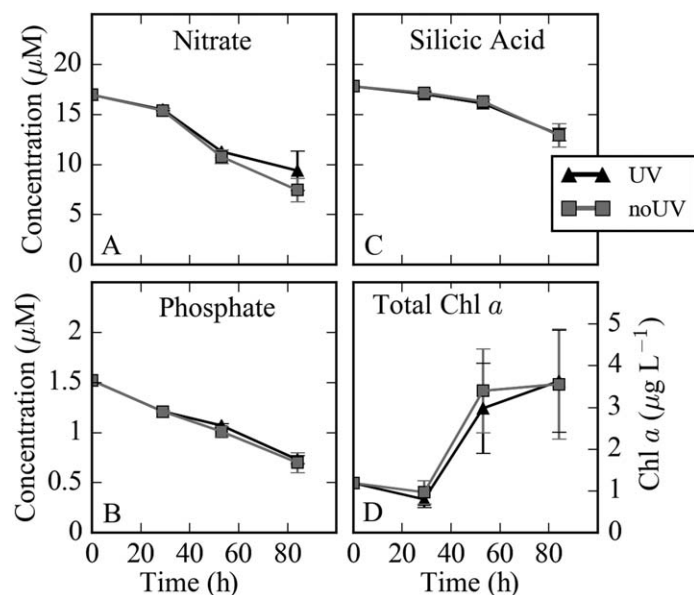 Nitrate
Silicic Acid
Concentration (μM)
20
15
10
5
0
A
C
UV
noUV
Phosphate
Total Chl a
Concentration (μM)
2
1.5
1
0.5
0
B
D
5
4
3
2
1
0
Chl a (μg L⁻¹)
0 20 40 60 80
0 20 40 60 80
Time (h)
Time (h)